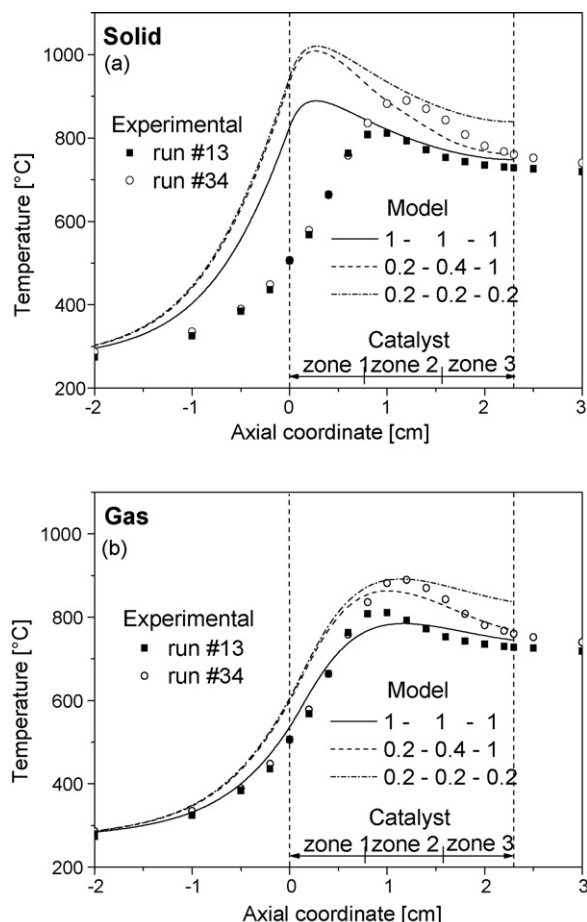 Solid
(a)
1000
800
600
400
200
Temperature [°C]
Experimental
run #13
run #34
Model
1 - 1 - 1
0.2 - 0.4 - 1
0.2 - 0.2 - 0.2
Catalyst
zone 1 zone 2 zone 3
-2 -1 0 1 2 3
Axial coordinate [cm]
Gas
(b)
1000
800
600
400
200
Temperature [°C]
Experimental
run #13
run #34
Model
1 - 1 - 1
0.2 - 0.4 - 1
0.2 - 0.2 - 0.2
Catalyst
zone 1 zone 2 zone 3
-2 -1 0 1 2 3
Axial coordinate [cm]